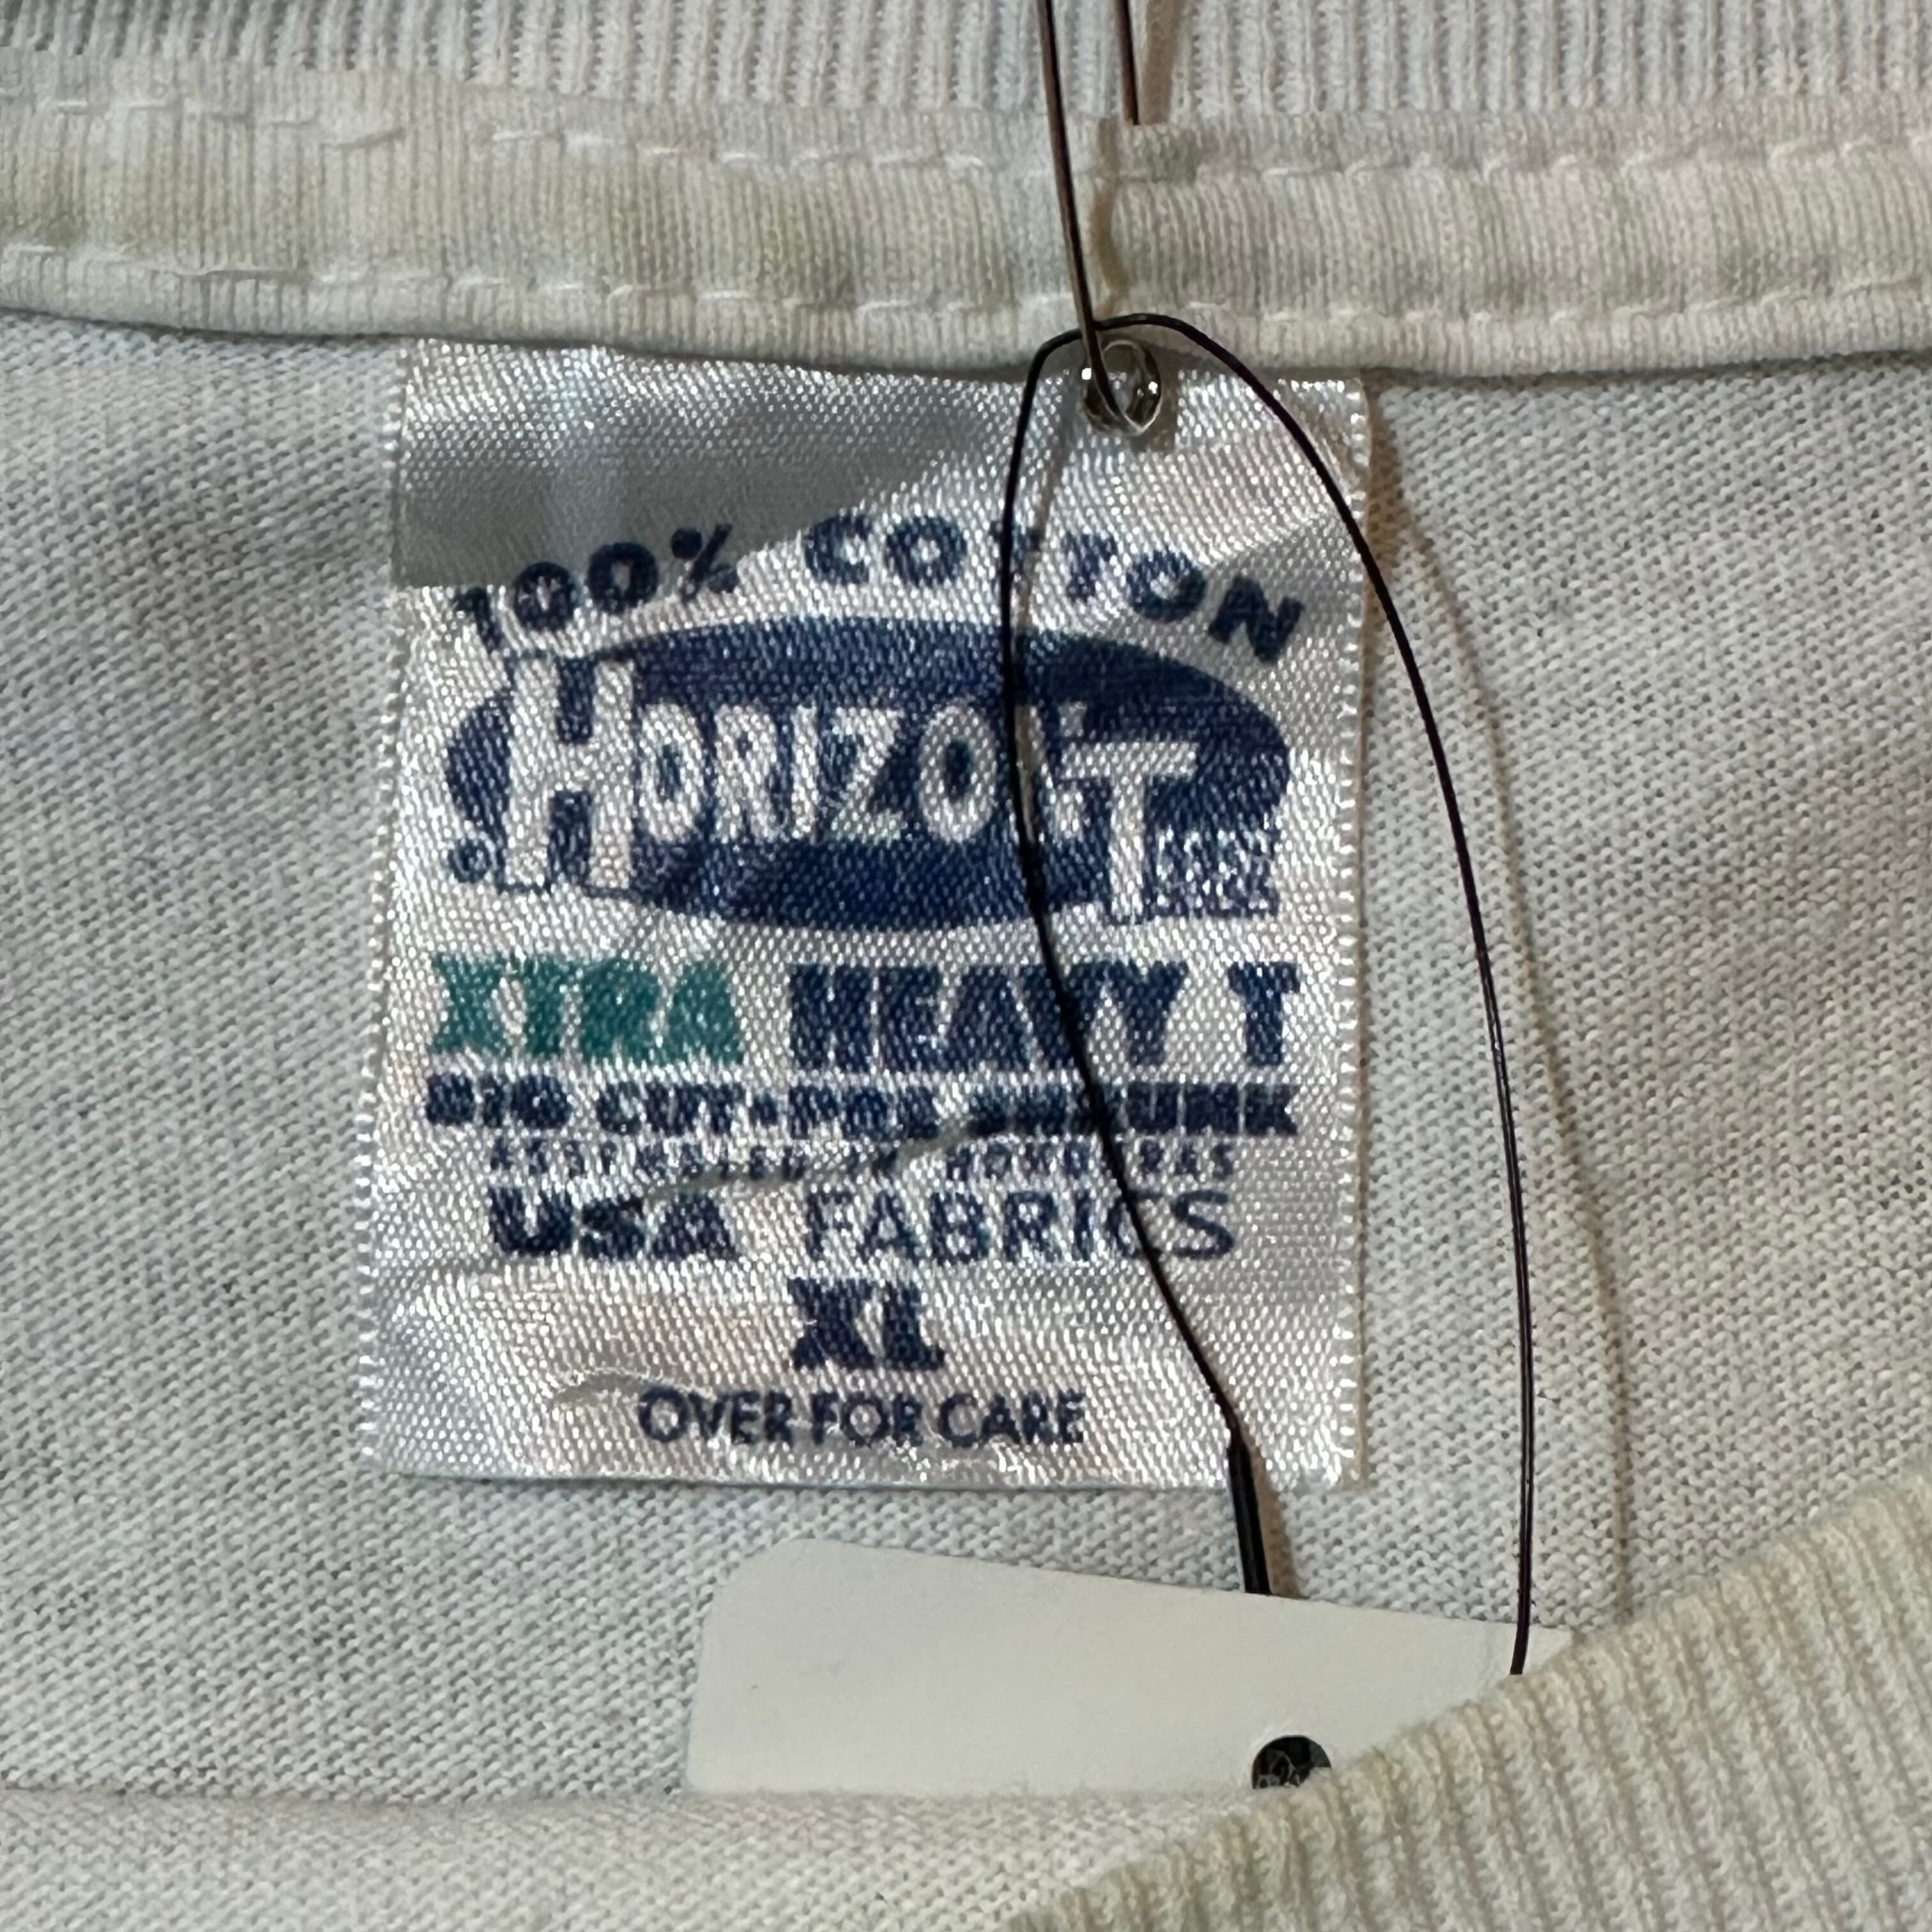 100% COTTON
HORIZON T
XTRA HEAVY T
BIG CUT • PRE SHRUNK
ASSEMBLED IN HONDURAS
USA FABRICS
XL
OVER FOR CARE